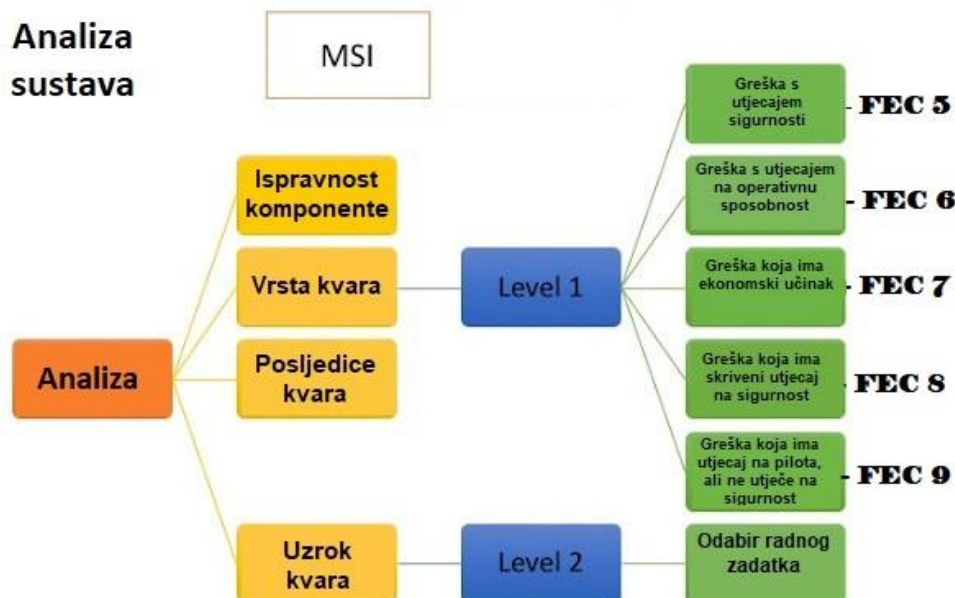 Analiza
sustava
MSI
Analiza
Ispravnost
komponente
Vrsta kvara
Posljedice
kvara
Uzrok
kvara
Level 1
Level 2
Greška s
utjecajem
sigurnosti
- FEC 5
Greška s utjecajem
na operativnu
sposobnost
- FEC 6
Greška koja ima
ekonomski učinak
- FEC 7
Greška koja ima
skriveni utjecaj
na sigurnost
- FEC 8
Greška koja ima
utjecaj na pilota,
ali ne utječe na
sigurnost
- FEC 9
Odabir radnog
zadatka